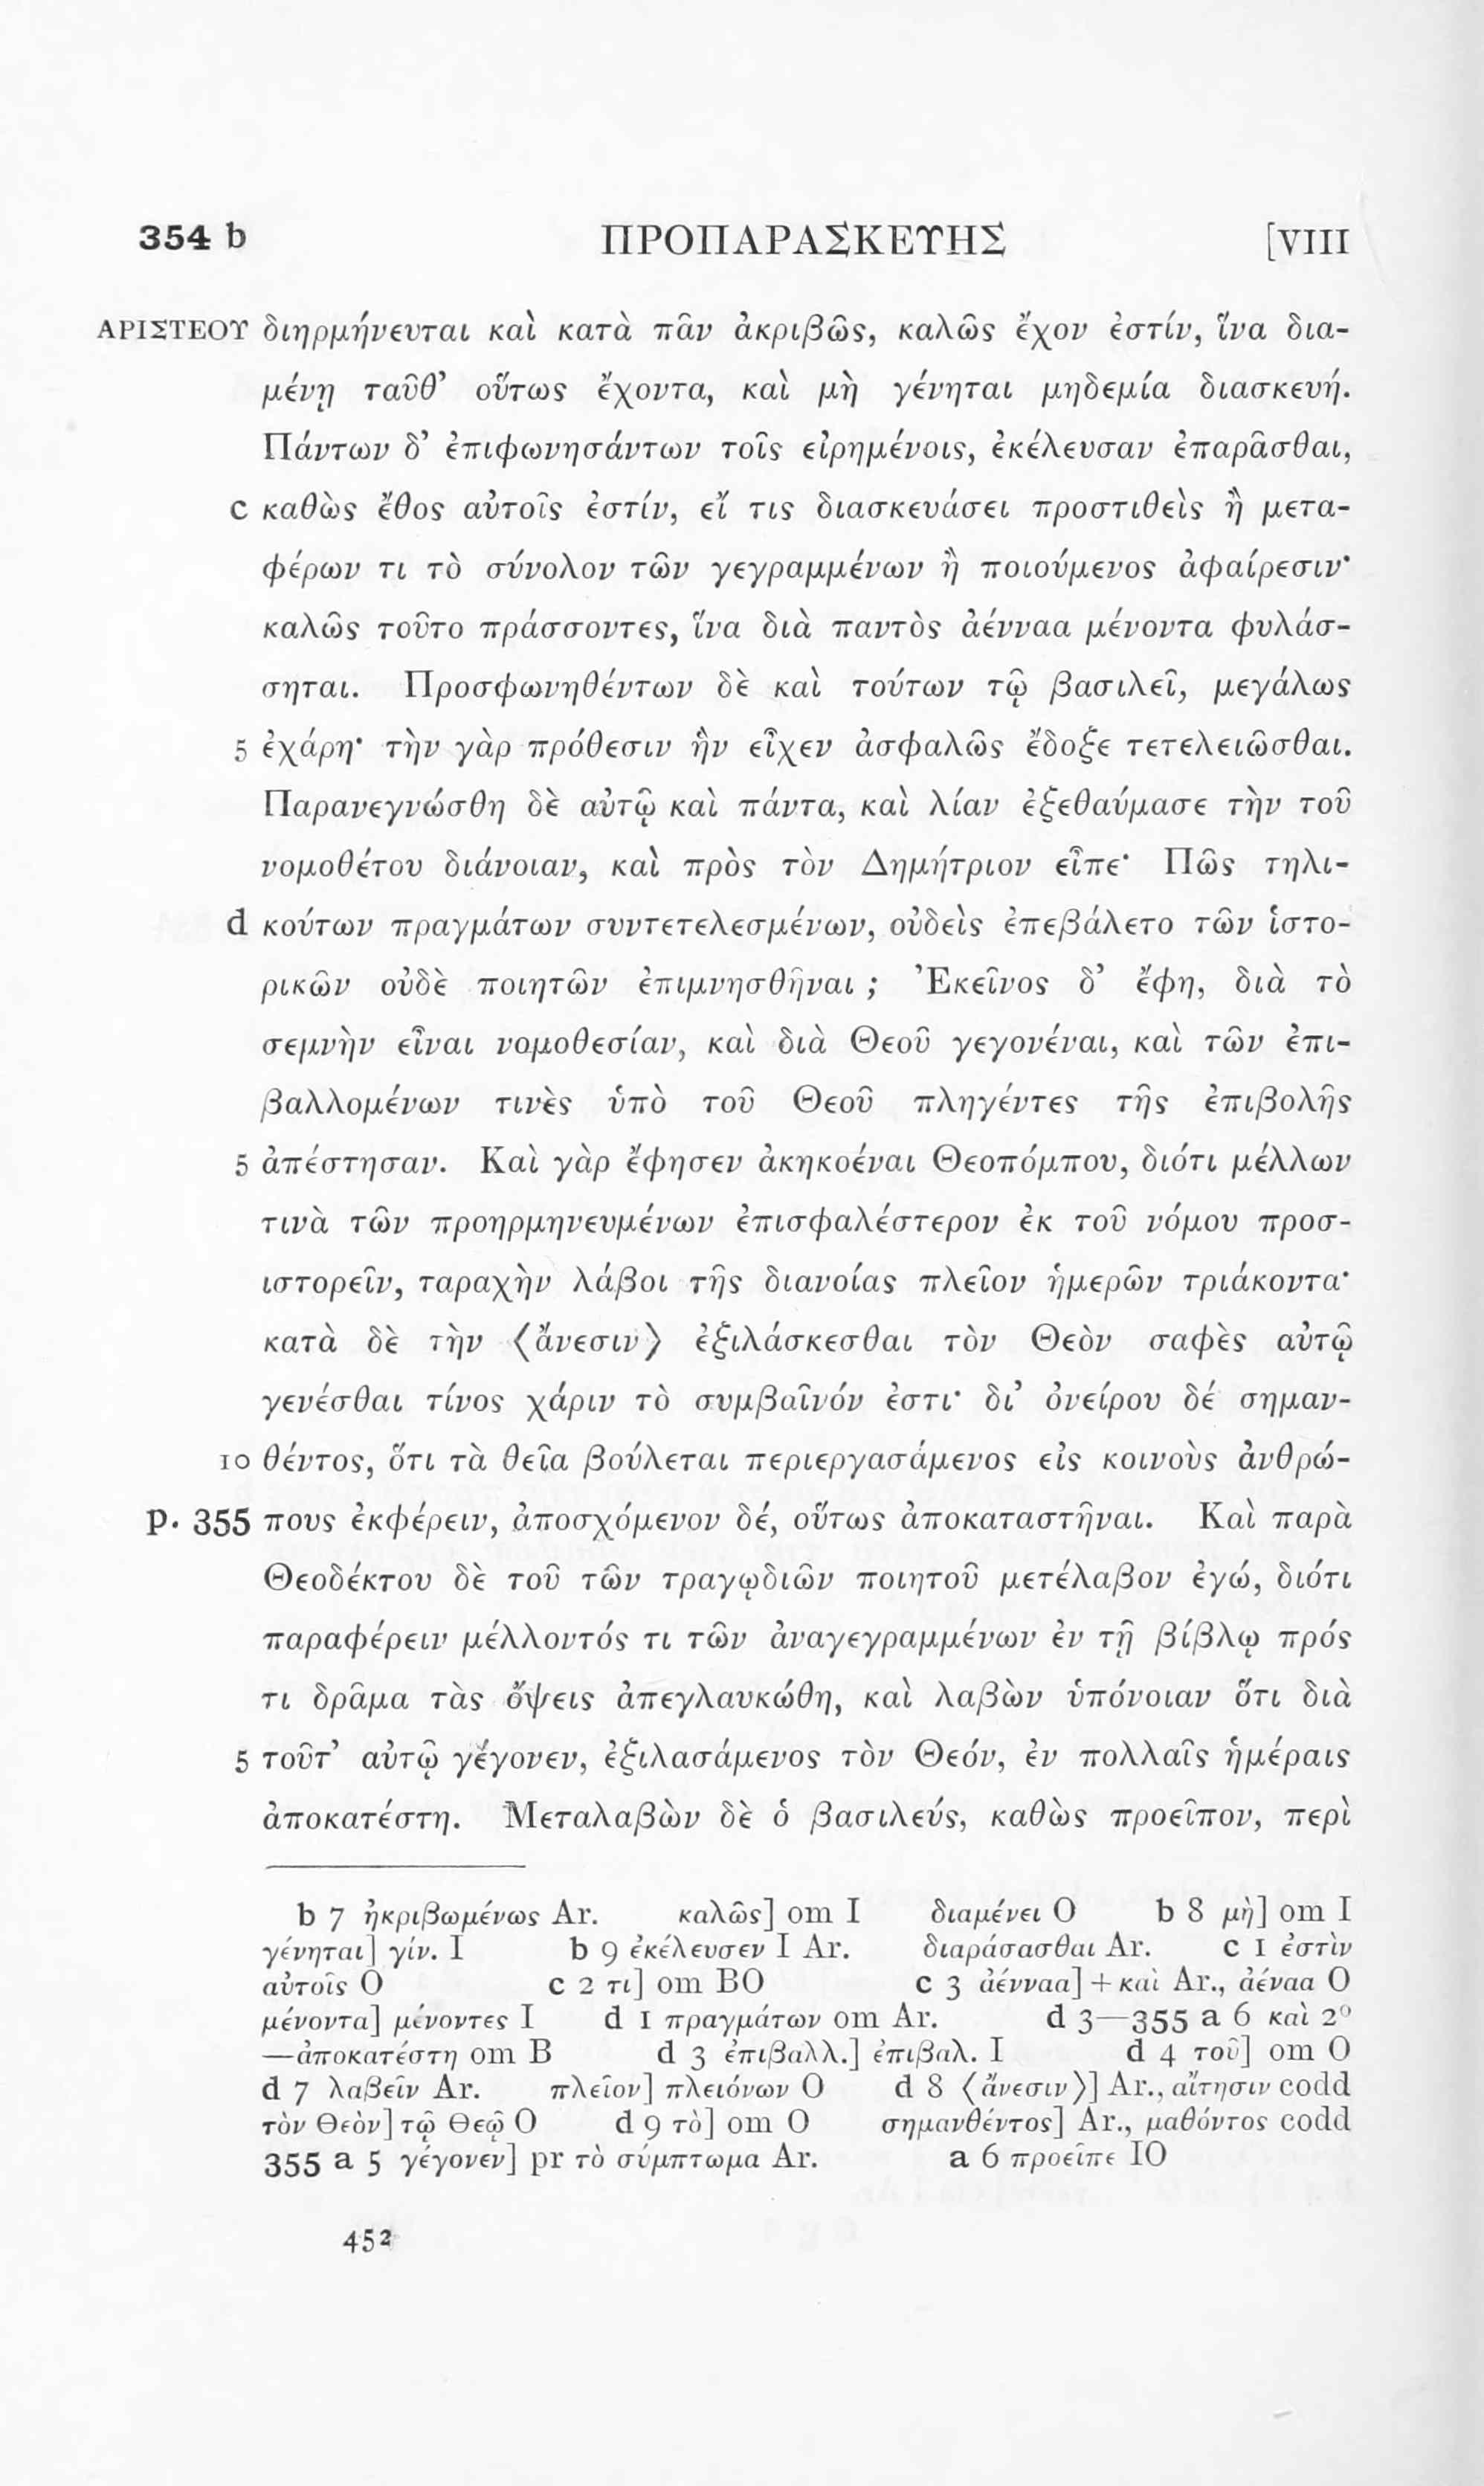 354 b ΠΡΟΠΑΡΑΣΚΕΥΗΣ [VIII
ΑΡΙΣΤΕΟΥ διηρμήνευται καὶ κατὰ πᾶν ἀκριβῶς, καλῶς ἔχον ἐστίν, ἵνα δια-
μένῃ ταῦθ’ οὕτως ἔχοντα, καὶ μὴ γένηται μηδεμία διασκευή.
Πάντων δ’ ἐπιφωνησάντων τοῖς εἰρημένοις, ἐκέλευσαν ἐπαρᾶσθαι,
c καθὼς ἔθος αὐτοῖς ἐστίν, εἴ τις διασκευάσει προστιθεὶς ἢ μετα-
φέρων τι τὸ σύνολον τῶν γεγραμμένων ἢ ποιούμενος ἀφαίρεσιν·
καλῶς τοῦτο πράσσοντες, ἵνα διὰ παντὸς ἀένναα μένοντα φυλάσ-
σηται. Προσφωνηθέντων δὲ καὶ τούτων τῷ βασιλεῖ, μεγάλως
5 ἐχάρη· τὴν γὰρ πρόθεσιν ἣν εἶχεν ἀσφαλῶς ἔδοξε τετελειῶσθαι.
Παρανεγνώσθη δὲ αὐτῷ καὶ πάντα, καὶ λίαν ἐξεθαύμασε τὴν τοῦ
νομοθέτου διάνοιαν, καὶ πρὸς τὸν Δημήτριον εἶπε· Πῶς τηλι-
d κούτων πραγμάτων συντετελεσμένων, οὐδεὶς ἐπεβάλετο τῶν ἱστο-
ρικῶν οὐδὲ ποιητῶν ἐπιμνησθῆναι ; Ἐκεῖνος δ’ ἔφη, διὰ τὸ
σεμνὴν εἶναι νομοθεσίαν, καὶ διὰ Θεοῦ γεγονέναι, καὶ τῶν ἐπι-
βαλλομένων τινὲς ὑπὸ τοῦ Θεοῦ πληγέντες τῆς ἐπιβολῆς
5 ἀπέστησαν. Καὶ γὰρ ἔφησεν ἀκηκοέναι Θεοπόμπου, διότι μέλλων
τινὰ τῶν προηρμηνευμένων ἐπισφαλέστερον ἐκ τοῦ νόμου προσ-
ιστορεῖν, ταραχὴν λάβοι τῆς διανοίας πλεῖον ἡμερῶν τριάκοντα·
κατὰ δὲ τὴν ⟨ἄνεσιν⟩ ἐξιλάσκεσθαι τὸν Θεὸν σαφὲς αὐτῷ
γενέσθαι τίνος χάριν τὸ συμβαῖνόν ἐστι· δι’ ὀνείρου δέ σημαν-
10 θέντος, ὅτι τὰ θεῖα βούλεται περιεργασάμενος εἰς κοινοὺς ἀνθρώ-
p. 355 πους ἐκφέρειν, ἀποσχόμενον δέ, οὕτως ἀποκαταστῆναι. Καὶ παρὰ
Θεοδέκτου δὲ τοῦ τῶν τραγῳδιῶν ποιητοῦ μετέλαβον ἐγώ, διότι
παραφέρειν μέλλοντός τι τῶν ἀναγεγραμμένων ἐν τῇ βίβλῳ πρός
τι δρᾶμα τὰς ὄψεις ἀπεγλαυκώθη, καὶ λαβὼν ὑπόνοιαν ὅτι διὰ
5 τοῦτ’ αὐτῷ γέγονεν, ἐξιλασάμενος τὸν Θεόν, ἐν πολλαῖς ἡμέραις
ἀποκατέστη. Μεταλαβὼν δὲ ὁ βασιλεύς, καθὼς προεῖπον, περὶ
b 7 ἠκριβωμένως Ar. καλῶς] om I διαμένει O b 8 μὴ] om I
γένηται] γίν. I b 9 ἐκέλευσεν I Ar. διαράσασθαι Ar. c 1 ἐστὶν
αὐτοῖς O c 2 τι] om BO c 3 ἀένναα] + καὶ Ar., ἀέναα O
μένοντα] μένοντες I d 1 πραγμάτων om Ar. d 3—355 a 6 καὶ 2º
—ἀποκατέστη om B d 3 ἐπιβαλλ.] ἐπιβαλ. I d 4 τοῦ] om O
d 7 λαβεῖν Ar. πλεῖον] πλειόνων O d 8 ⟨ἄνεσιν⟩] Ar., αἴτησιν codd
τὸν Θεὸν] τῷ Θεῷ O d 9 τὸ] om O σημανθέντος] Ar., μαθόντος codd
355 a 5 γέγονεν] pr τὸ σύμπτωμα Ar. a 6 προεῖπε IO
452